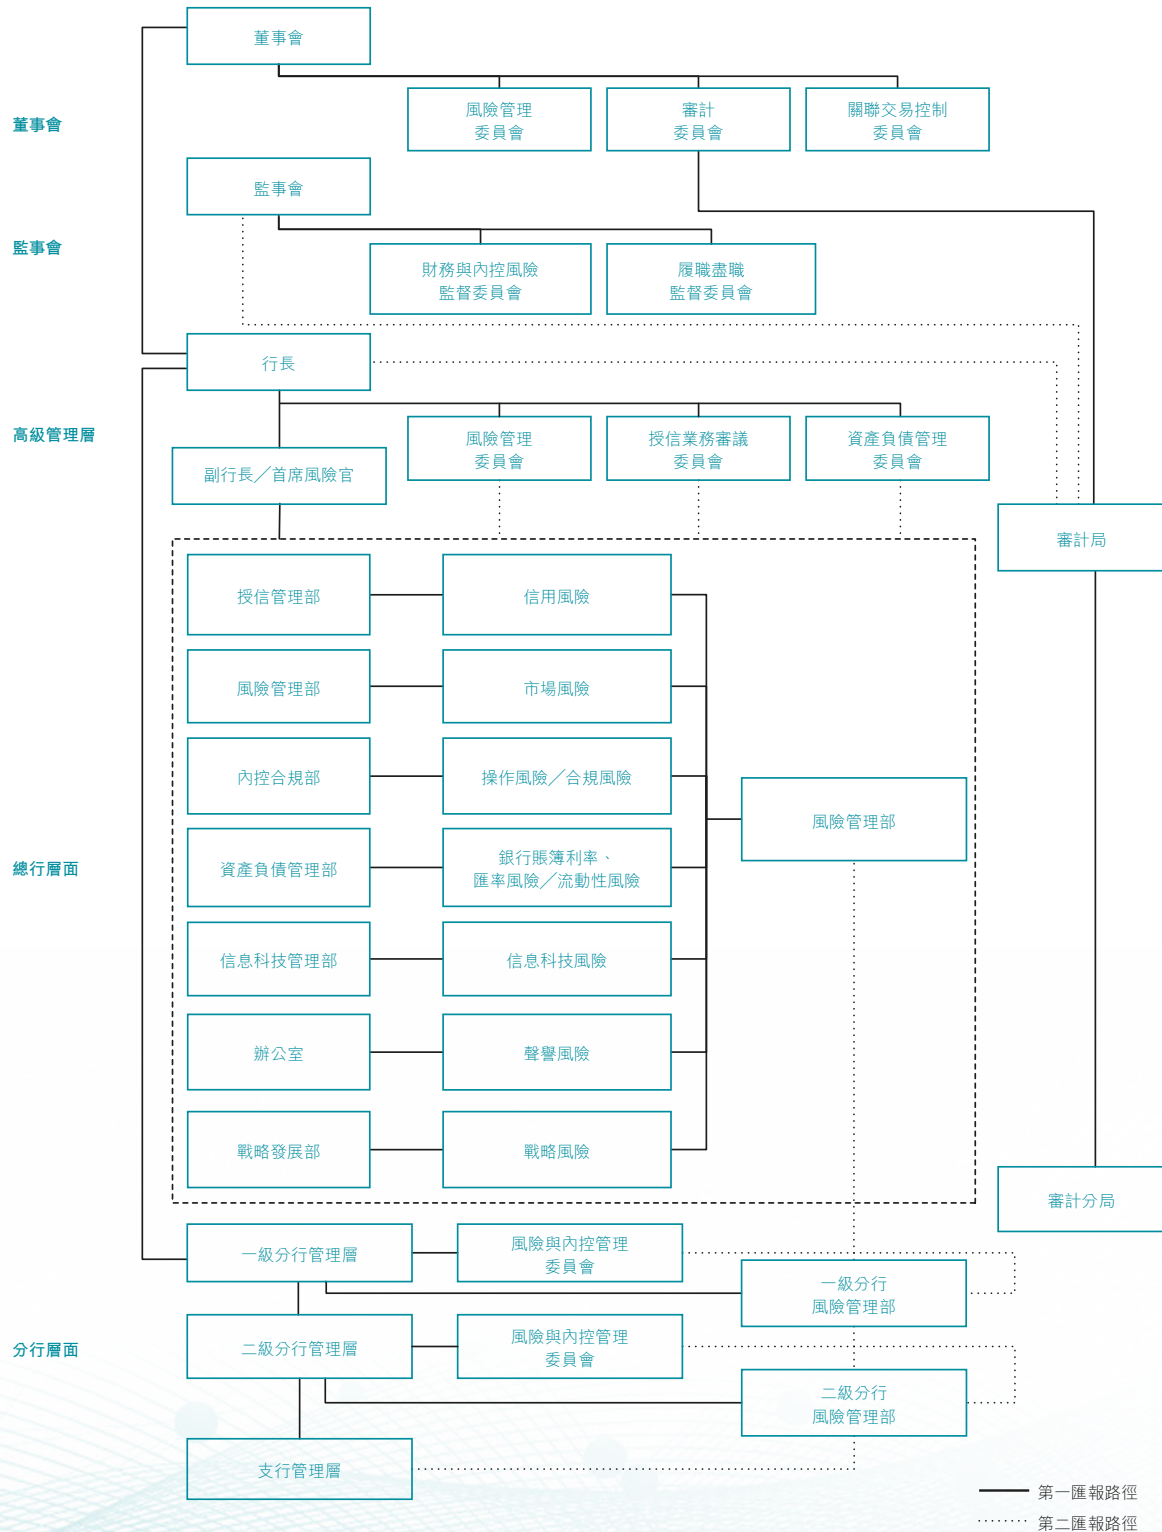 董事會
風險管理
委員會
審計
委員會
關聯交易控制
委員會
董事會
監事會
監事會
財務與內控風險
監督委員會
履職盡職
監督委員會
行長
高級管理層
風險管理
委員會
授信業務審議
委員會
資產負債管理
委員會
副行長／首席風險官
審計局
授信管理部
信用風險
風險管理部
市場風險
內控合規部
操作風險／合規風險
風險管理部
總行層面
資產負債管理部
銀行賬簿利率、
匯率風險／流動性風險
信息科技管理部
信息科技風險
辦公室
聲譽風險
戰略發展部
戰略風險
審計分局
一級分行管理層
風險與內控管理
委員會
一級分行
風險管理部
分行層面
二級分行管理層
風險與內控管理
委員會
二級分行
風險管理部
支行管理層
第一匯報路徑
第二匯報路徑